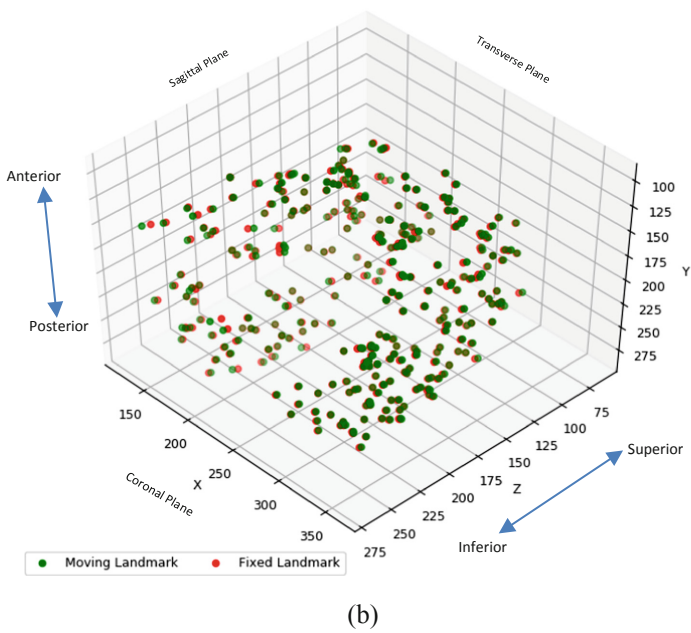 Sagittal Plane
Transverse Plane
Anterior
Posterior
100
125
150
175
200
225
250
275
Y
150
200
250
300
350
X
75
100
125
150
175
200
225
250
275
Z
Coronal Plane
Superior
Inferior
Moving Landmark
Fixed Landmark
(b)